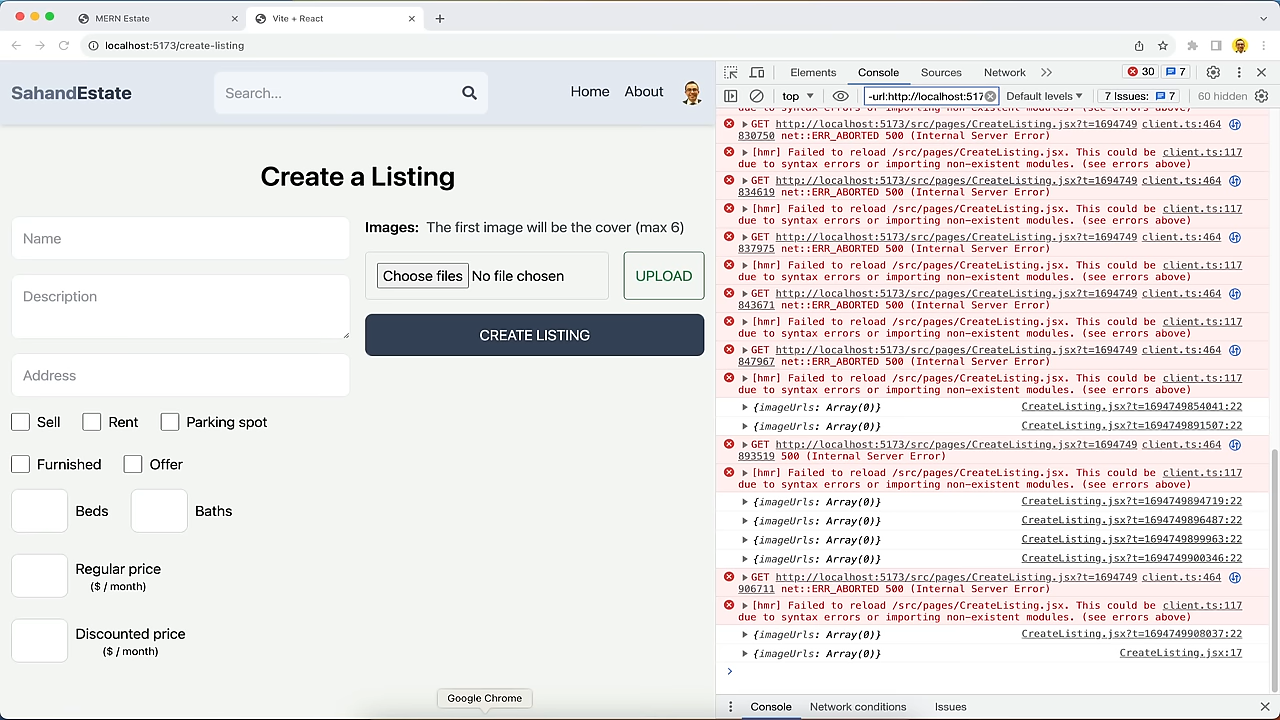 MERN Estate
Vite + React
localhost:5173/create-listing
SahandEstate
Search...
Home
About
Create a Listing
Name
Description
Address
Sell
Rent
Parking spot
Furnished
Offer
Beds
Baths
Regular price
($ / month)
Discounted price
($ / month)
Images: The first image will be the cover (max 6)
Choose files No file chosen
UPLOAD
CREATE LISTING
Google Chrome
Elements
Console
Sources
Network
30
7
top
-url:http://localhost:517
Default levels
7 Issues: 7
60 hidden
due to syntax errors or importing non-existent modules. (see errors above)
GET http://localhost:5173/src/pages/CreateListing.jsx?t=1694749 client.ts:464
830750 net::ERR_ABORTED 500 (Internal Server Error)
[hmr] Failed to reload /src/pages/CreateListing.jsx. This could be client.ts:117
due to syntax errors or importing non-existent modules. (see errors above)
GET http://localhost:5173/src/pages/CreateListing.jsx?t=1694749 client.ts:464
834619 net::ERR_ABORTED 500 (Internal Server Error)
[hmr] Failed to reload /src/pages/CreateListing.jsx. This could be client.ts:117
due to syntax errors or importing non-existent modules. (see errors above)
GET http://localhost:5173/src/pages/CreateListing.jsx?t=1694749 client.ts:464
837975 net::ERR_ABORTED 500 (Internal Server Error)
[hmr] Failed to reload /src/pages/CreateListing.jsx. This could be client.ts:117
due to syntax errors or importing non-existent modules. (see errors above)
GET http://localhost:5173/src/pages/CreateListing.jsx?t=1694749 client.ts:464
843671 net::ERR_ABORTED 500 (Internal Server Error)
[hmr] Failed to reload /src/pages/CreateListing.jsx. This could be client.ts:117
due to syntax errors or importing non-existent modules. (see errors above)
GET http://localhost:5173/src/pages/CreateListing.jsx?t=1694749 client.ts:464
847967 net::ERR_ABORTED 500 (Internal Server Error)
[hmr] Failed to reload /src/pages/CreateListing.jsx. This could be client.ts:117
due to syntax errors or importing non-existent modules. (see errors above)
{imageUrls: Array(0)} CreateListing.jsx?t=1694749854041:22
{imageUrls: Array(0)} CreateListing.jsx?t=1694749891507:22
GET http://localhost:5173/src/pages/CreateListing.jsx?t=1694749 client.ts:464
893519 500 (Internal Server Error)
[hmr] Failed to reload /src/pages/CreateListing.jsx. This could be client.ts:117
due to syntax errors or importing non-existent modules. (see errors above)
{imageUrls: Array(0)} CreateListing.jsx?t=1694749894719:22
{imageUrls: Array(0)} CreateListing.jsx?t=1694749896487:22
{imageUrls: Array(0)} CreateListing.jsx?t=1694749899963:22
{imageUrls: Array(0)} CreateListing.jsx?t=1694749900346:22
GET http://localhost:5173/src/pages/CreateListing.jsx?t=1694749 client.ts:464
906711 net::ERR_ABORTED 500 (Internal Server Error)
[hmr] Failed to reload /src/pages/CreateListing.jsx. This could be client.ts:117
due to syntax errors or importing non-existent modules. (see errors above)
{imageUrls: Array(0)} CreateListing.jsx?t=1694749908037:22
{imageUrls: Array(0)} CreateListing.jsx:17
Console
Network conditions
Issues